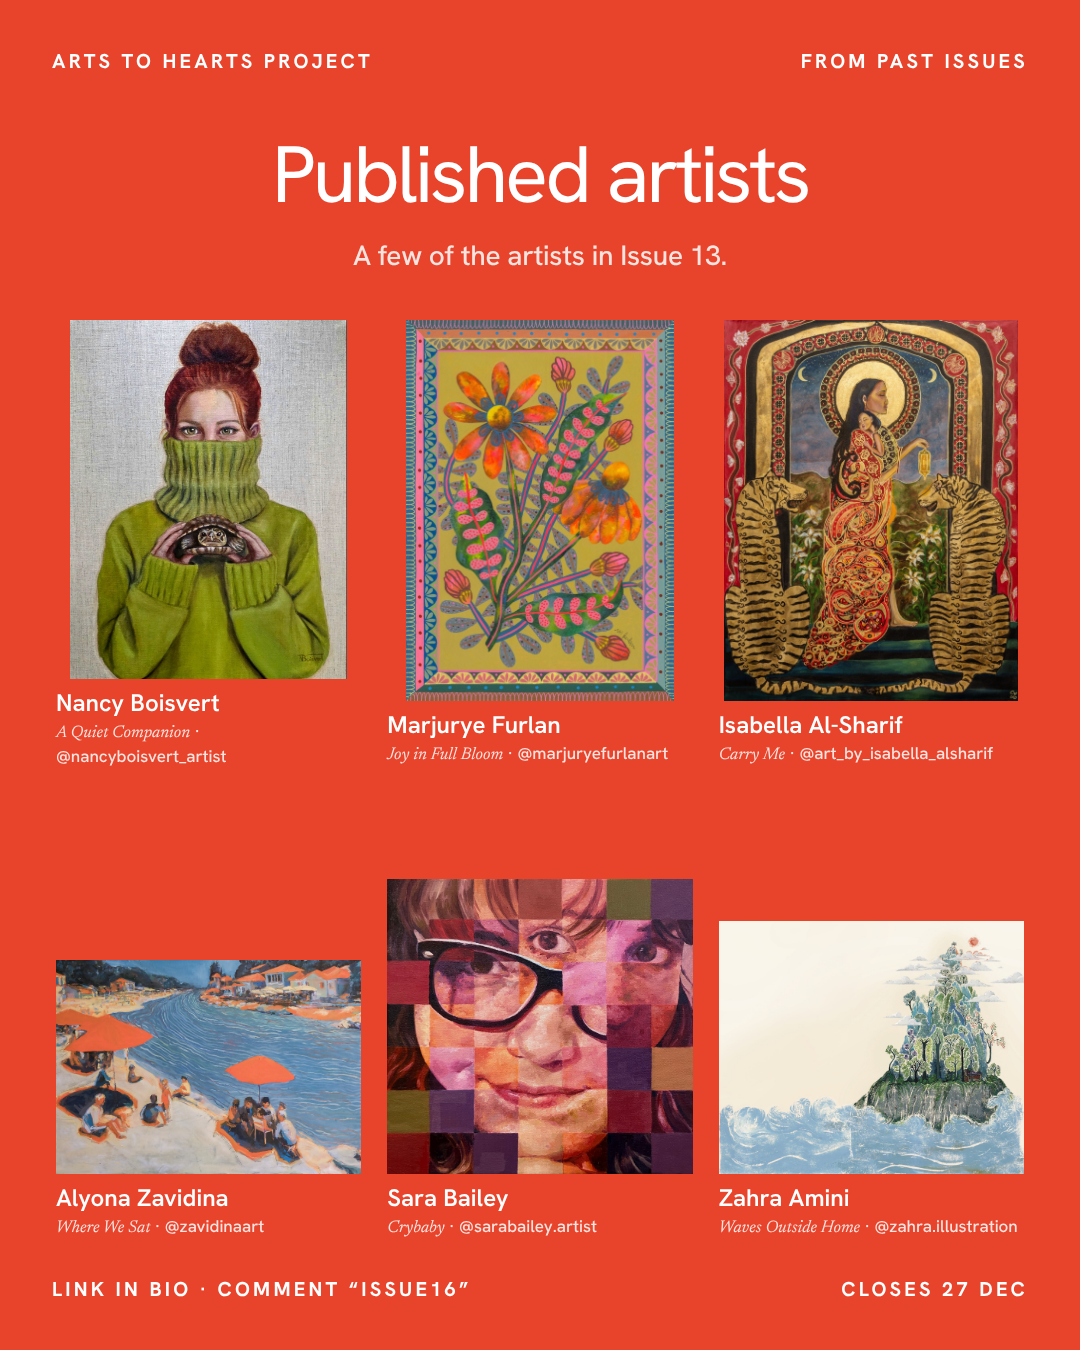 ARTS TO HEARTS PROJECT
FROM PAST ISSUES
Published artists
A few of the artists in Issue 13.
Nancy Boisvert
A Quiet Companion ·
@nancyboisvert_artist
Marjurye Furlan
Joy in Full Bloom · @marjuryefurlanart
Isabella Al-Sharif
Carry Me · @art_by_isabella_alsharif
Alyona Zavidina
Where We Sat · @zavidinaart
Sara Bailey
Crybaby · @sarabailey.artist
Zahra Amini
Waves Outside Home · @zahra.illustration
LINK IN BIO · COMMENT “ISSUE16”
CLOSES 27 DEC